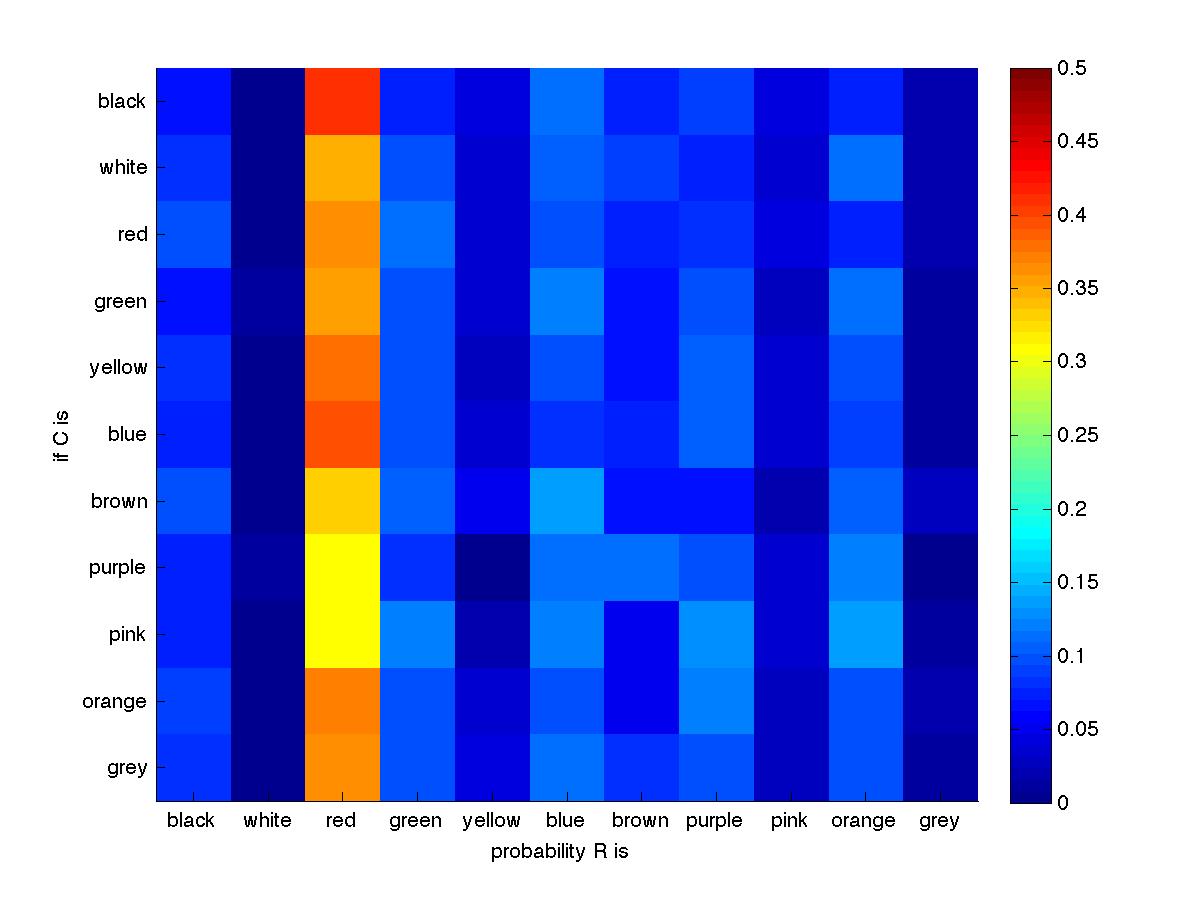 black
white
red
green
yellow
blue
brown
purple
pink
orange
grey
if C is
black white red green yellow blue brown purple pink orange grey
probability R is
0.5
0.45
0.4
0.35
0.3
0.25
0.2
0.15
0.1
0.05
0